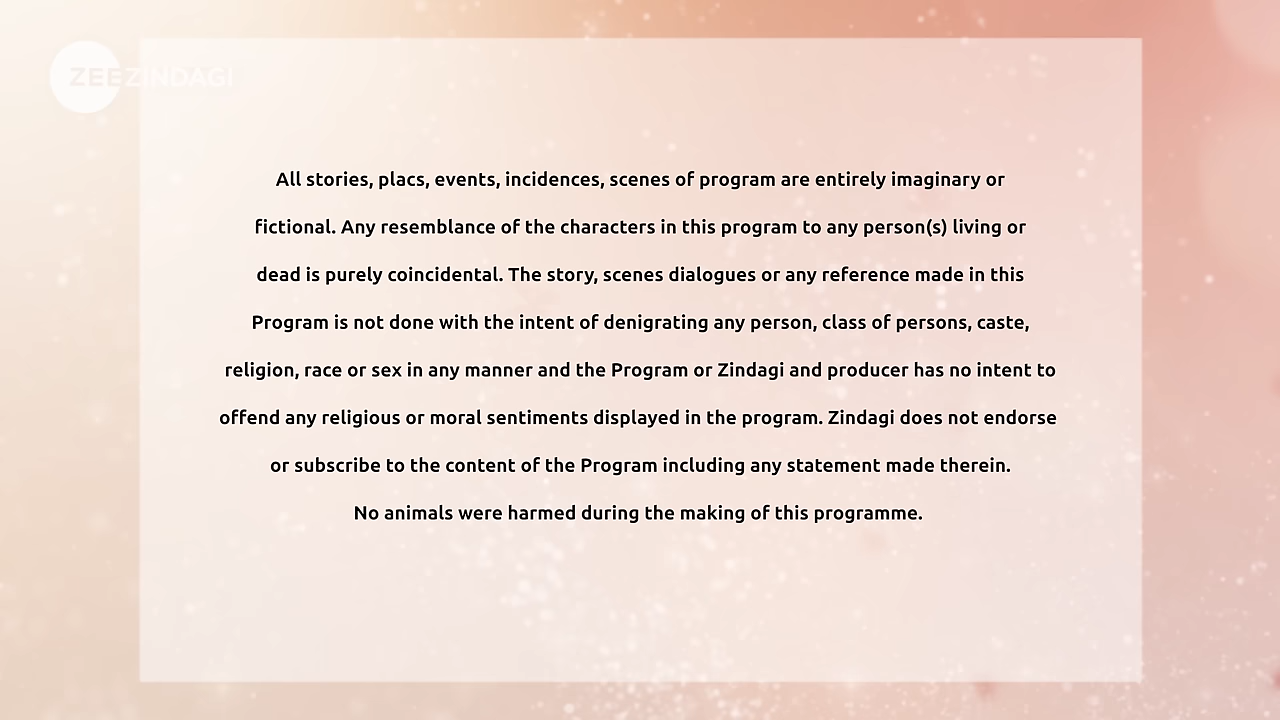 ZEEZINDAGI
All stories, placs, events, incidences, scenes of program are entirely imaginary or
fictional. Any resemblance of the characters in this program to any person(s) living or
dead is purely coincidental. The story, scenes dialogues or any reference made in this
Program is not done with the intent of denigrating any person, class of persons, caste,
religion, race or sex in any manner and the Program or Zindagi and producer has no intent to
offend any religious or moral sentiments displayed in the program. Zindagi does not endorse
or subscribe to the content of the Program including any statement made therein.
No animals were harmed during the making of this programme.